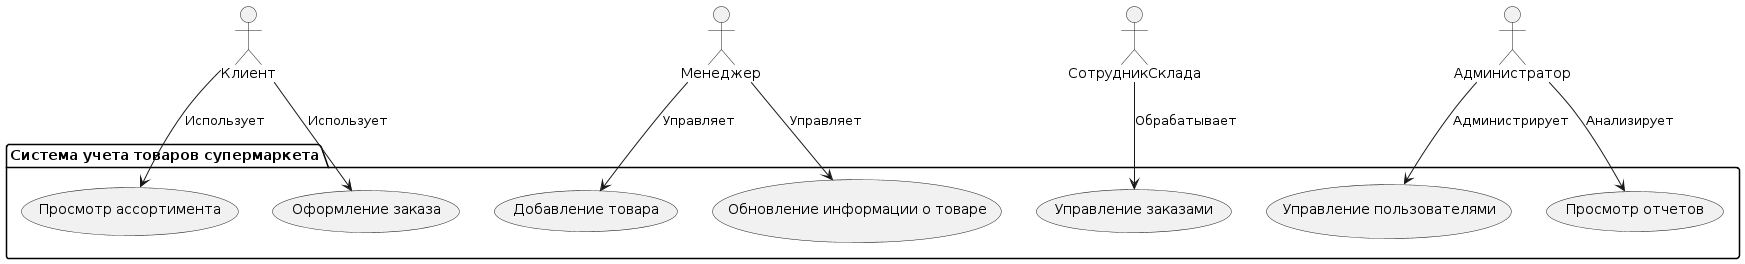 Клиент
Менеджер
СотрудникСклада
Администратор
Использует
Использует
Управляет
Управляет
Обрабатывает
Администрирует
Анализирует
Система учета товаров супермаркета
Просмотр ассортимента
Оформление заказа
Добавление товара
Обновление информации о товаре
Управление заказами
Управление пользователями
Просмотр отчетов